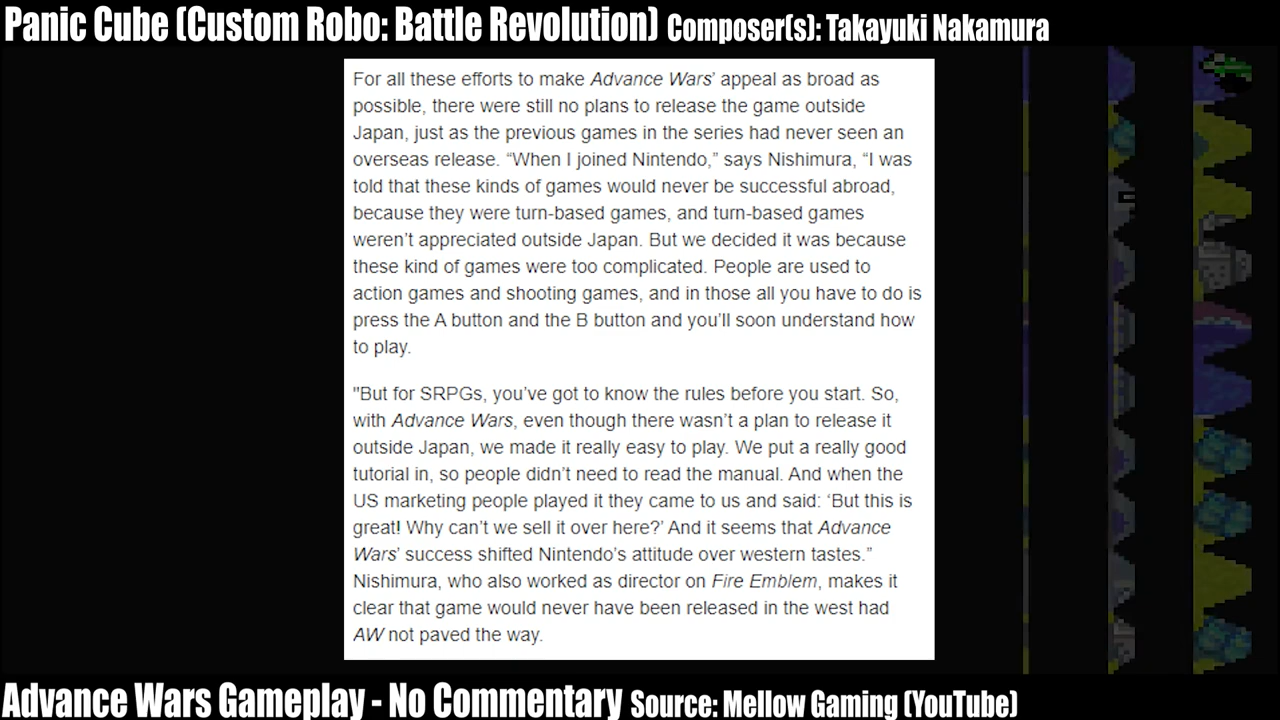 Panic Cube (Custom Robo: Battle Revolution) Composer(s): Takayuki Nakamura
For all these efforts to make Advance Wars’ appeal as broad as
possible, there were still no plans to release the game outside
Japan, just as the previous games in the series had never seen an
overseas release. “When I joined Nintendo,” says Nishimura, “I was
told that these kinds of games would never be successful abroad,
because they were turn-based games, and turn-based games
weren’t appreciated outside Japan. But we decided it was because
these kind of games were too complicated. People are used to
action games and shooting games, and in those all you have to do is
press the A button and the B button and you’ll soon understand how
to play.
"But for SRPGs, you’ve got to know the rules before you start. So,
with Advance Wars, even though there wasn’t a plan to release it
outside Japan, we made it really easy to play. We put a really good
tutorial in, so people didn’t need to read the manual. And when the
US marketing people played it they came to us and said: ‘But this is
great! Why can’t we sell it over here?’ And it seems that Advance
Wars’ success shifted Nintendo’s attitude over western tastes.”
Nishimura, who also worked as director on Fire Emblem, makes it
clear that game would never have been released in the west had
AW not paved the way.
Advance Wars Gameplay - No Commentary Source: Mellow Gaming (YouTube)